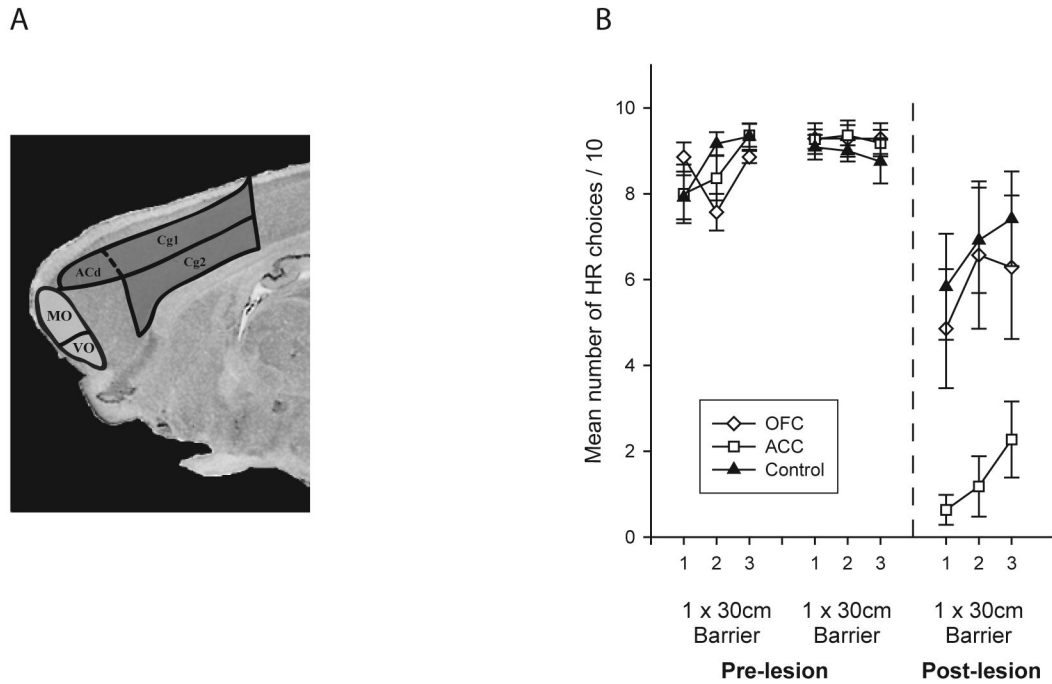 A
Cg1
Cg2
ACd
MO
VO
B
Mean number of HR choices / 10
10
8
6
4
2
0
OFC
ACC
Control
1 2 3 1 2 3 1 2 3
1 x 30cm 1 x 30cm 1 x 30cm
Barrier Barrier Barrier
Pre-lesion Post-lesion